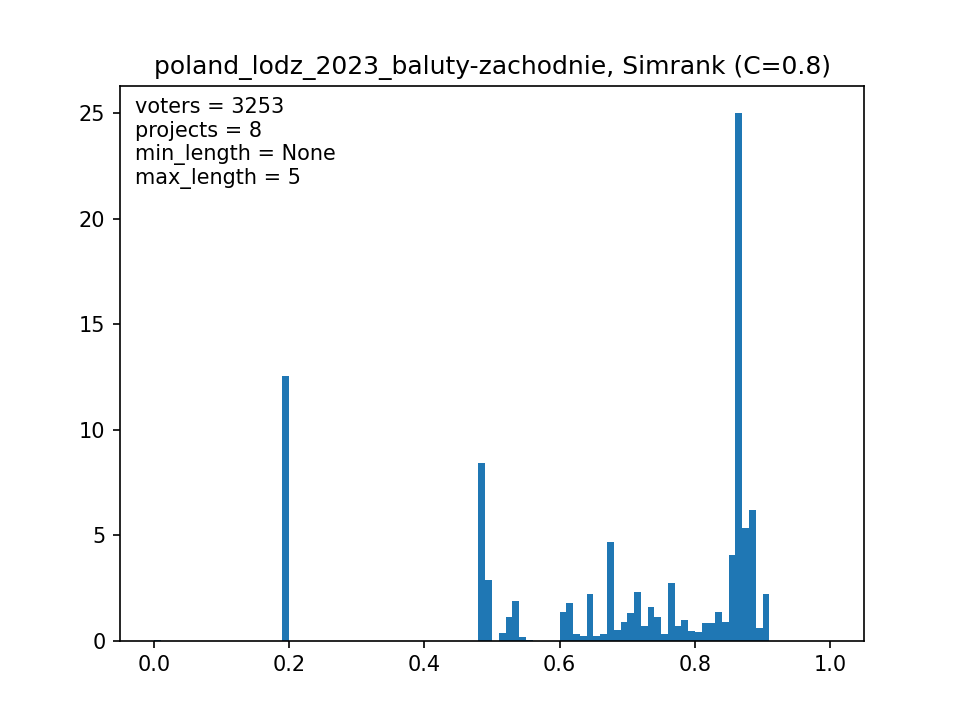 poland_lodz_2023_baluty-zachodnie, Simrank (C=0.8)
voters = 3253
projects = 8
min_length = None
max_length = 5
25
20
15
10
5
0
0.0 0.2 0.4 0.6 0.8 1.0